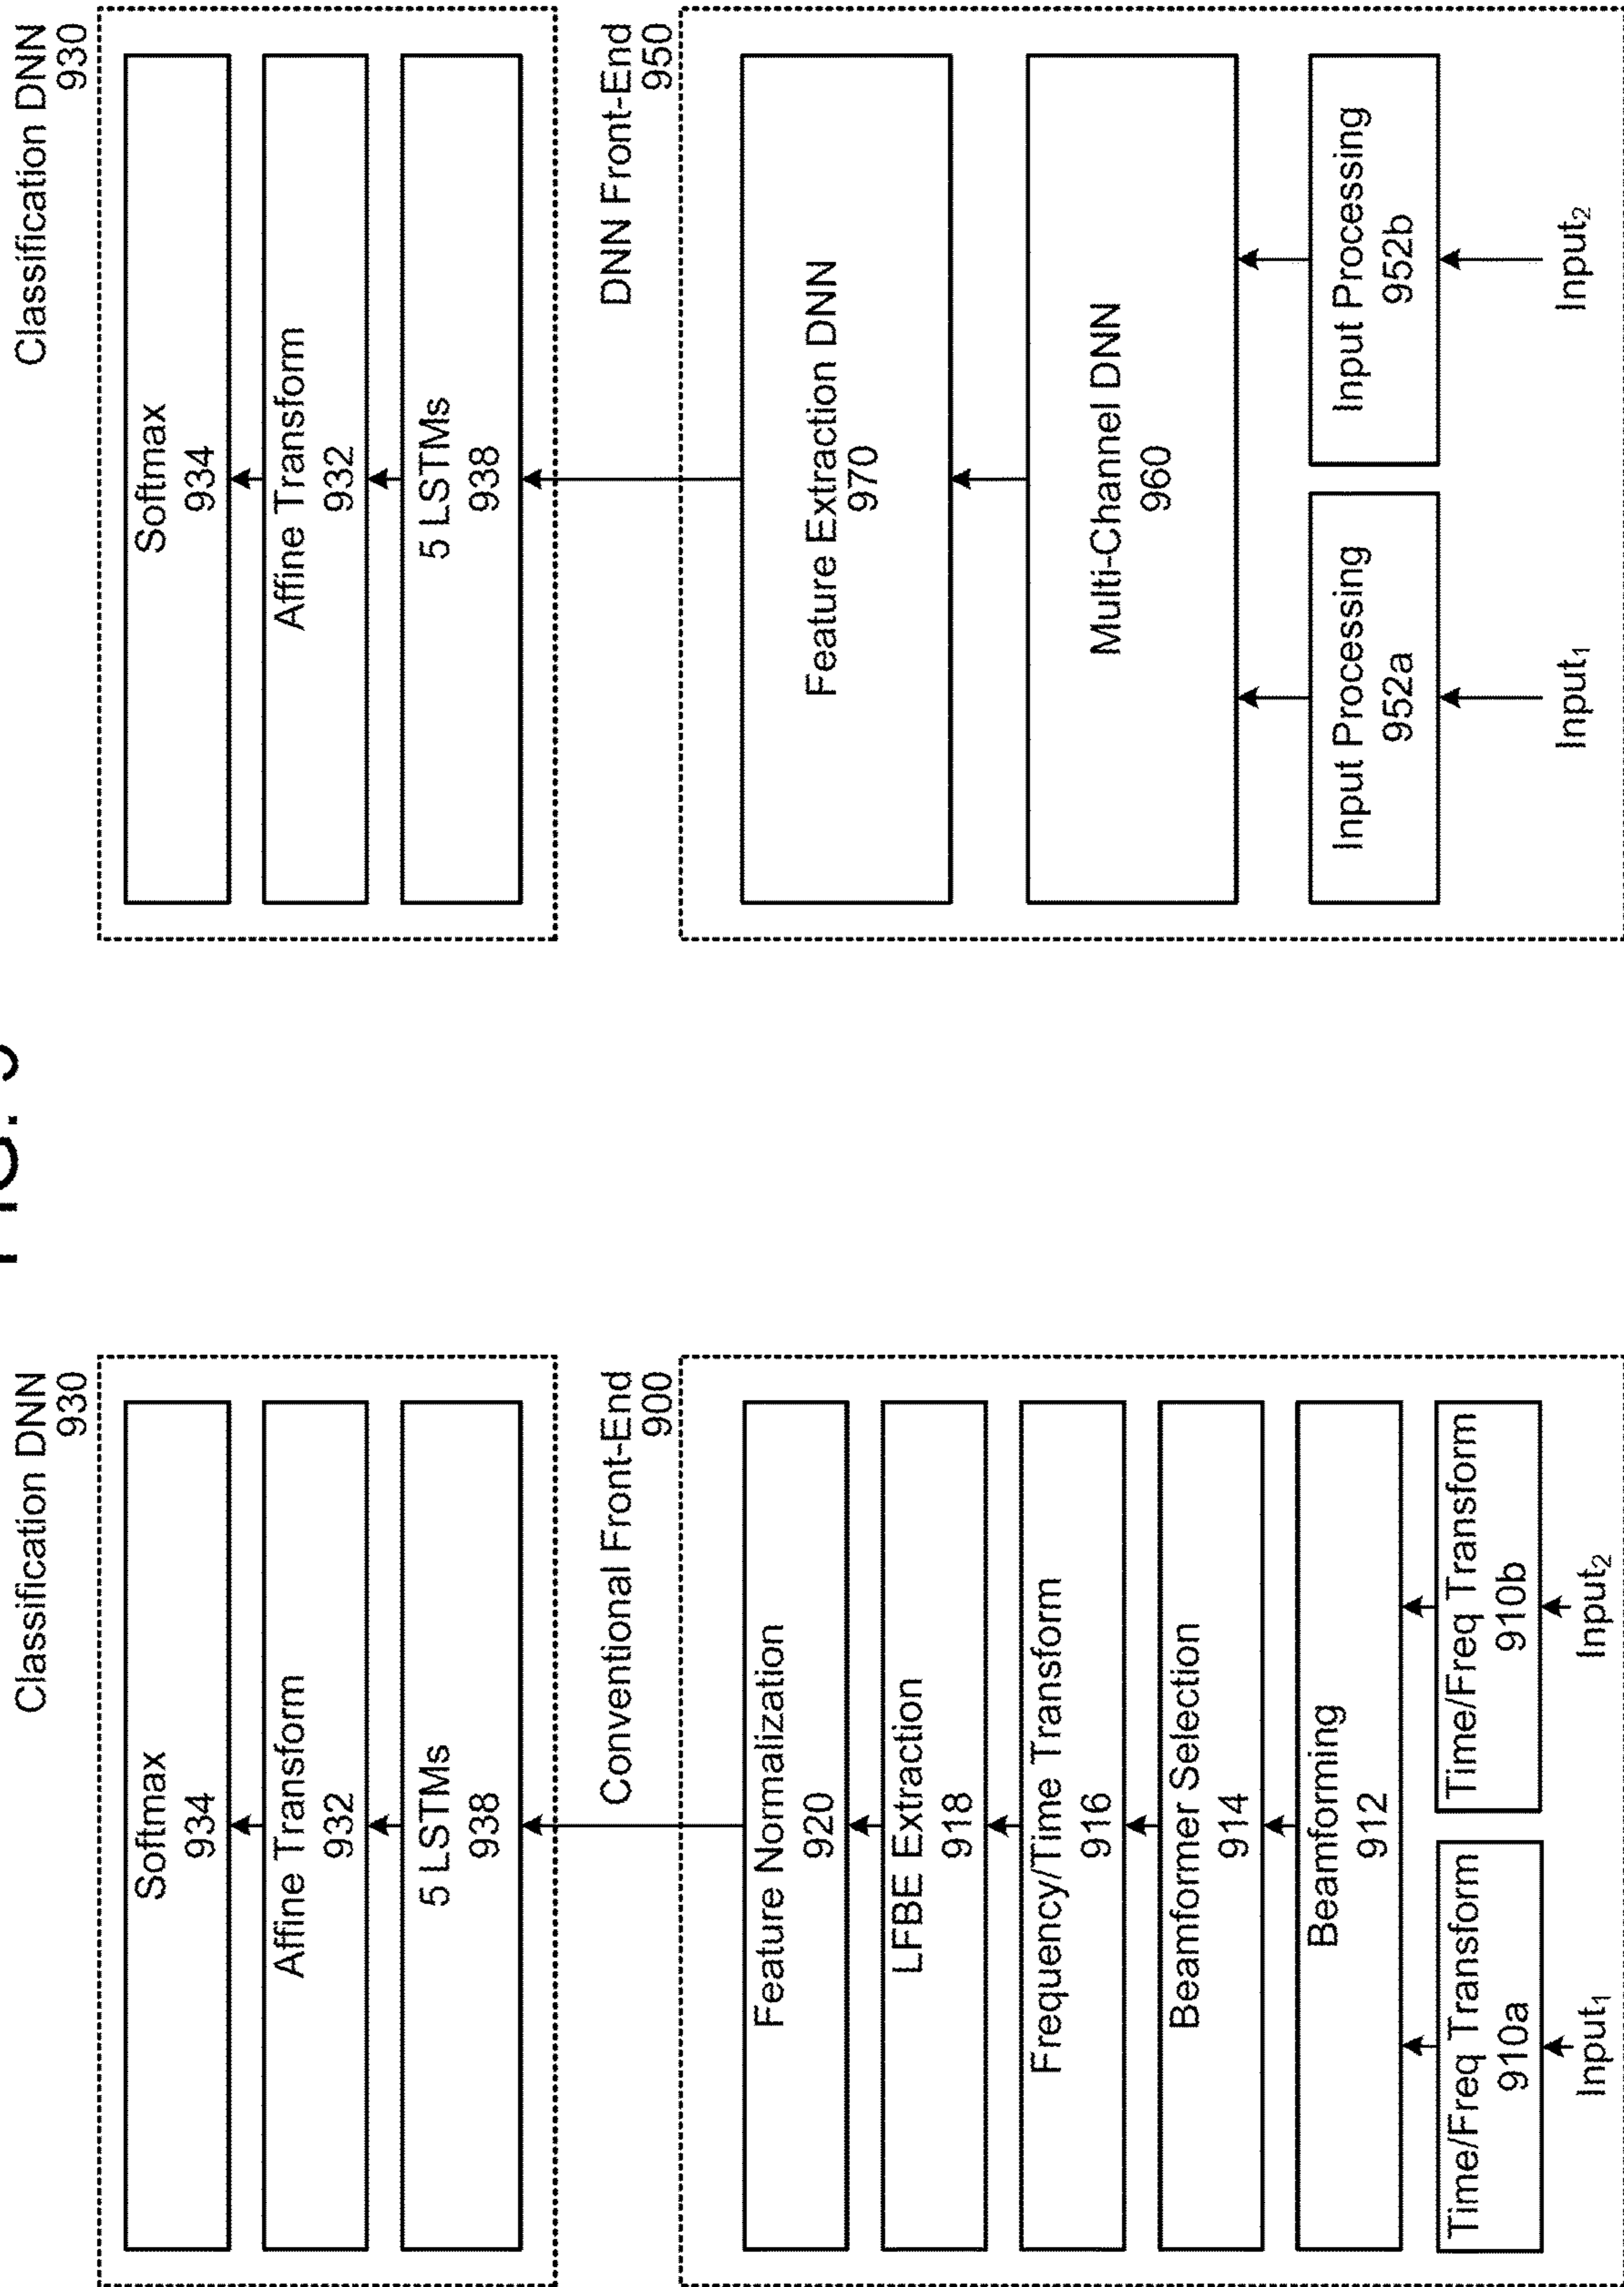 Classification DNN
930
Softmax
934
Affine Transform
932
5 LSTMs
938
Conventional Front-End
900
Feature Normalization
920
LFBE Extraction
918
Frequency/Time Transform
916
Beamformer Selection
914
Beamforming
912
Time/Freq Transform
910a
Time/Freq Transform
910b
Input₁
Input₂
Classification DNN
930
Softmax
934
Affine Transform
932
5 LSTMs
938
DNN Front-End
950
Feature Extraction DNN
970
Multi-Channel DNN
960
Input Processing
952a
Input Processing
952b
Input₁
Input₂